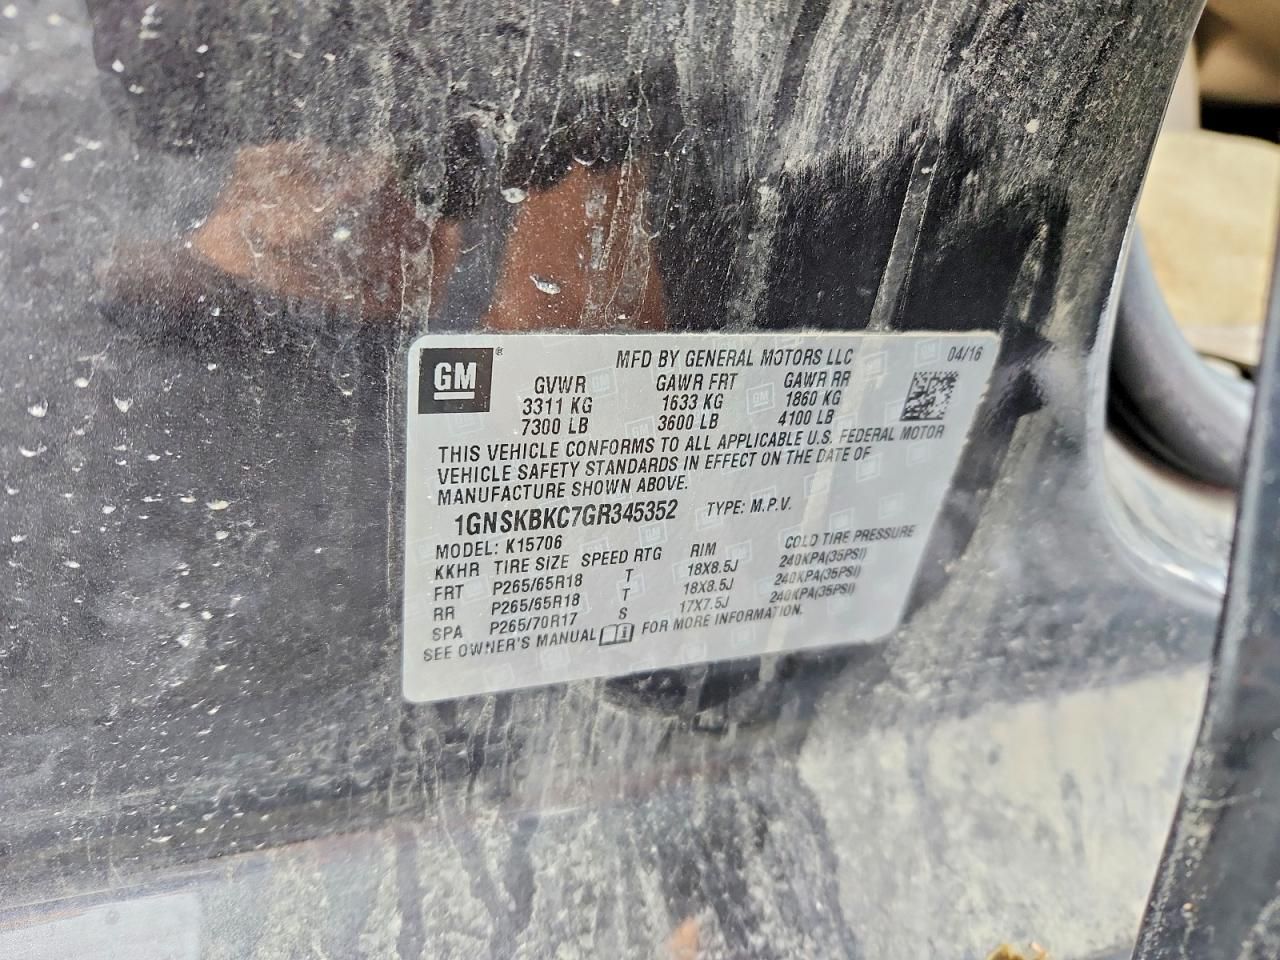 GM® MFD BY GENERAL MOTORS LLC 04/16
GVWR GAWR FRT GAWR RR
3311 KG 1633 KG 1860 KG
7300 LB 3600 LB 4100 LB
THIS VEHICLE CONFORMS TO ALL APPLICABLE U.S. FEDERAL MOTOR
VEHICLE SAFETY STANDARDS IN EFFECT ON THE DATE OF
MANUFACTURE SHOWN ABOVE.
1GNSKBKC7GR345352 TYPE: M.P.V.
MODEL: K15706
KKHR TIRE SIZE SPEED RTG RIM COLD TIRE PRESSURE
FRT P265/65R18 T 18X8.5J 240KPA(35PSI)
RR P265/65R18 T 18X8.5J 240KPA(35PSI)
SPA P265/70R17 S 17X7.5J 240KPA(35PSI)
SEE OWNER'S MANUAL FOR MORE INFORMATION.